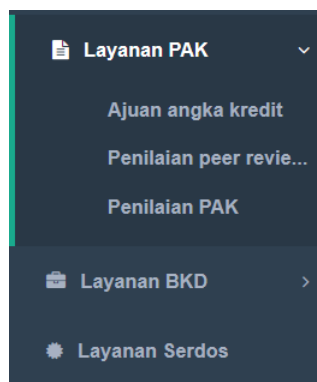 Layanan PAK
Ajuan angka kredit
Penilaian peer revie...
Penilaian PAK
Layanan BKD
Layanan Serdos